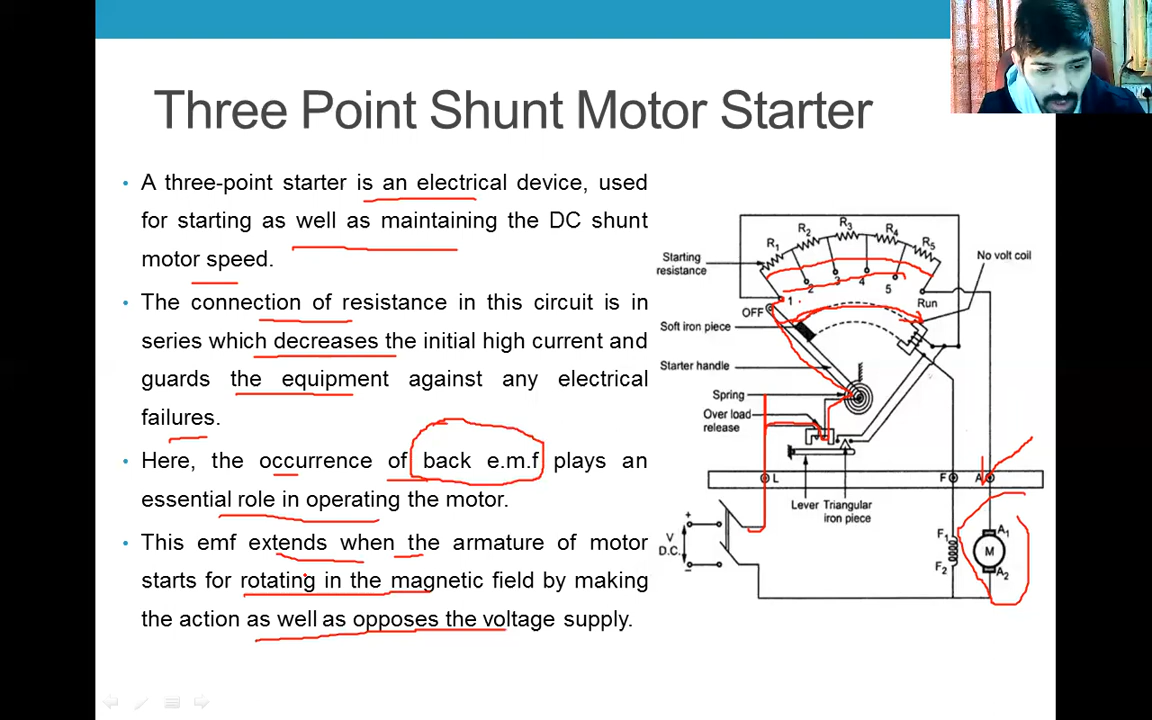 Three Point Shunt Motor Starter
• A three-point starter is an electrical device, used
for starting as well as maintaining the DC shunt
motor speed.
• The connection of resistance in this circuit is in
series which decreases the initial high current and
guards the equipment against any electrical
failures.
• Here, the occurrence of back e.m.f plays an
essential role in operating the motor.
• This emf extends when the armature of motor
starts for rotating in the magnetic field by making
the action as well as opposes the voltage supply.
R1 R2 R3 R4 R5
Starting
resistance
No volt coil
1 2 3 4 5
Run
OFF
Soft iron piece
Starter handle
Spring
Over load
release
L F A
Lever Triangular
iron piece
+
V
D.C.
–
F1
F2
A1
M
A2